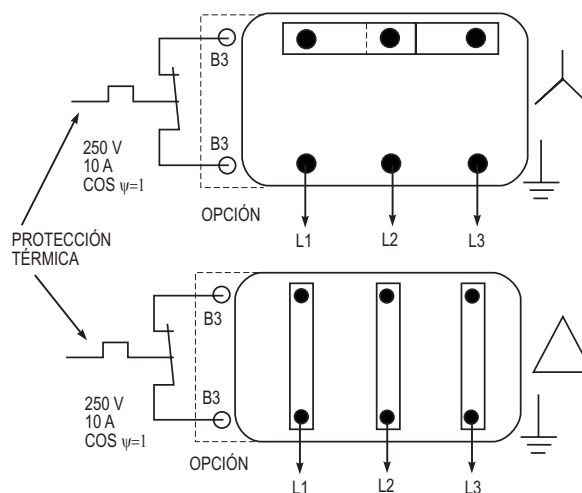 B3
B3
250 V
10 A
COS ψ=1
OPCIÓN
L1 L2 L3
PROTECCIÓN
TÉRMICA
B3
B3
250 V
10 A
COS ψ=1
OPCIÓN
L1 L2 L3